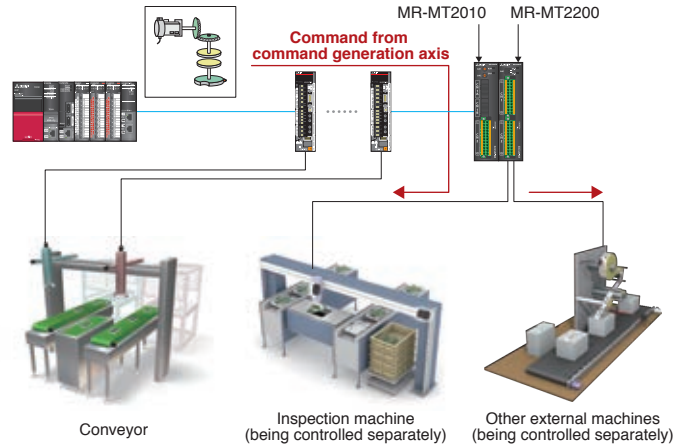 MR-MT2010
MR-MT2200
Command from
command generation axis
Conveyor
Inspection machine
(being controlled separately)
Other external machines
(being controlled separately)